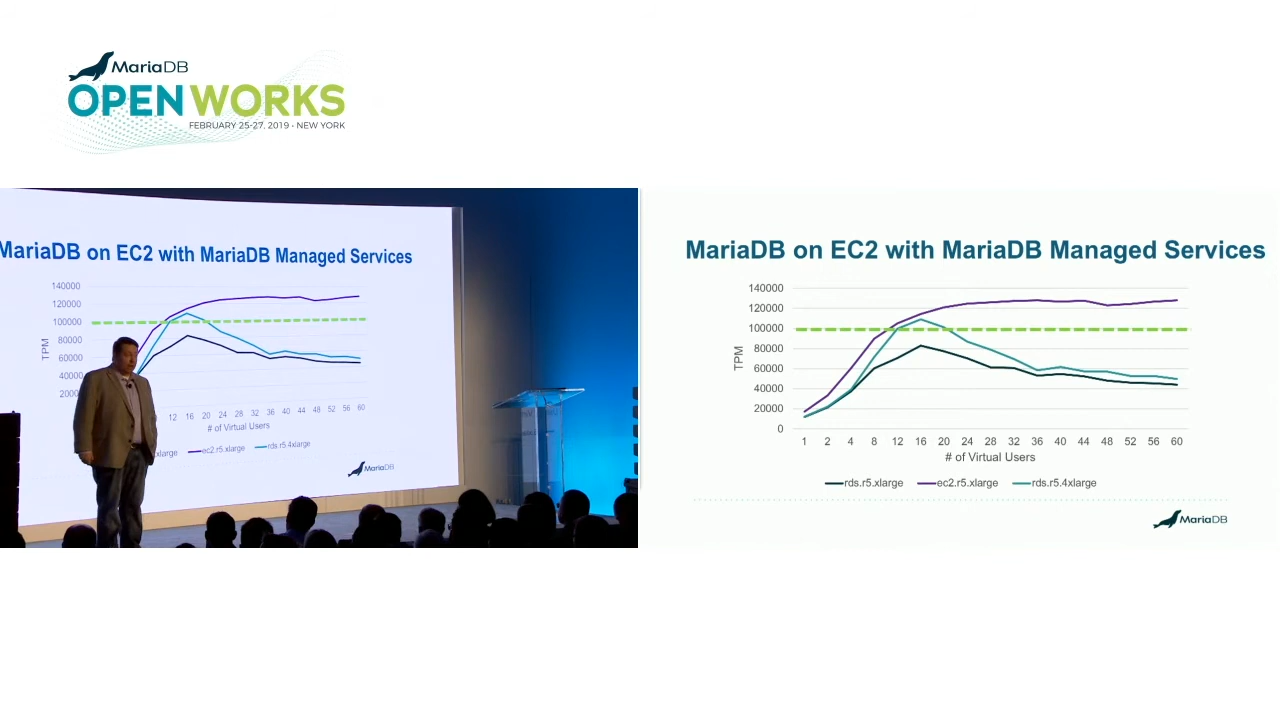 MariaDB
OPENWORKS
FEBRUARY 25-27, 2019 • NEW YORK
MariaDB on EC2 with MariaDB Managed Services
140000
120000
100000
80000
60000
40000
2000
TPM
12 16 20 24 28 32 36 40 44 48 52 56 60
# of Virtual Users
xlarge ec2.r5.xlarge rds.r5.4xlarge
MariaDB
MariaDB on EC2 with MariaDB Managed Services
140000
120000
100000
80000
60000
40000
20000
0
TPM
1 2 4 8 12 16 20 24 28 32 36 40 44 48 52 56 60
# of Virtual Users
rds.r5.xlarge ec2.r5.xlarge rds.r5.4xlarge
MariaDB